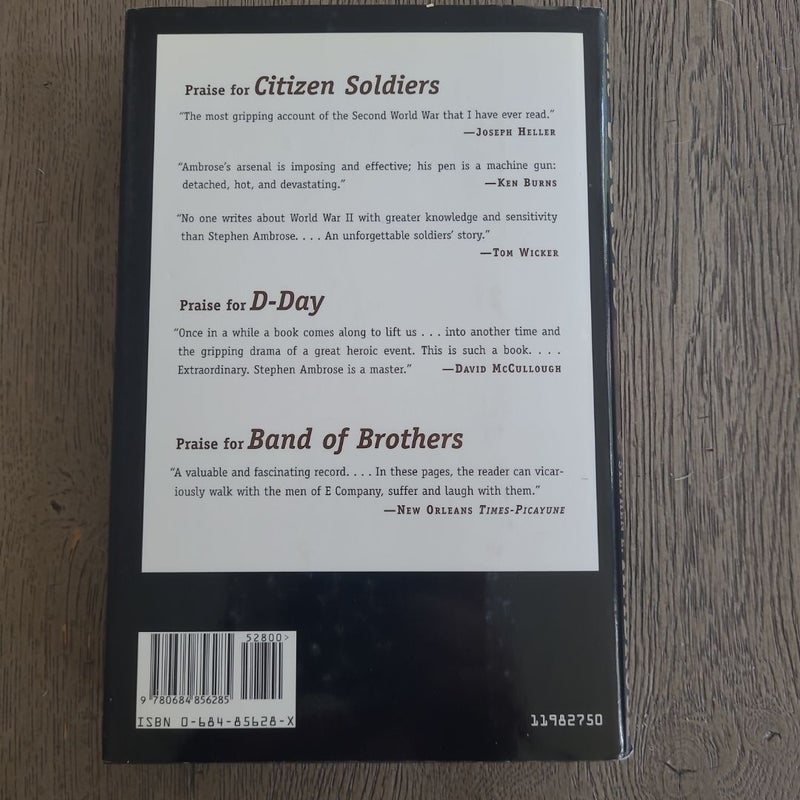 Praise for Citizen Soldiers
“The most gripping account of the Second World War that I have ever read.”
—Joseph Heller
“Ambrose’s arsenal is imposing and effective; his pen is a machine gun:
detached, hot, and devastating.” —Ken Burns
“No one writes about World War II with greater knowledge and sensitivity
than Stephen Ambrose. . . . An unforgettable soldiers’ story.”
—Tom Wicker
Praise for D-Day
“Once in a while a book comes along to lift us . . . into another time and
the gripping drama of a great heroic event. This is such a book. . . .
Extraordinary. Stephen Ambrose is a master.” —David McCullough
Praise for Band of Brothers
“A valuable and fascinating record. . . . In these pages, the reader can vicar-
iously walk with the men of E Company, suffer and laugh with them.”
—New Orleans Times-Picayune
52800>
9 780684 856285
ISBN 0-684-85628-X
11982750